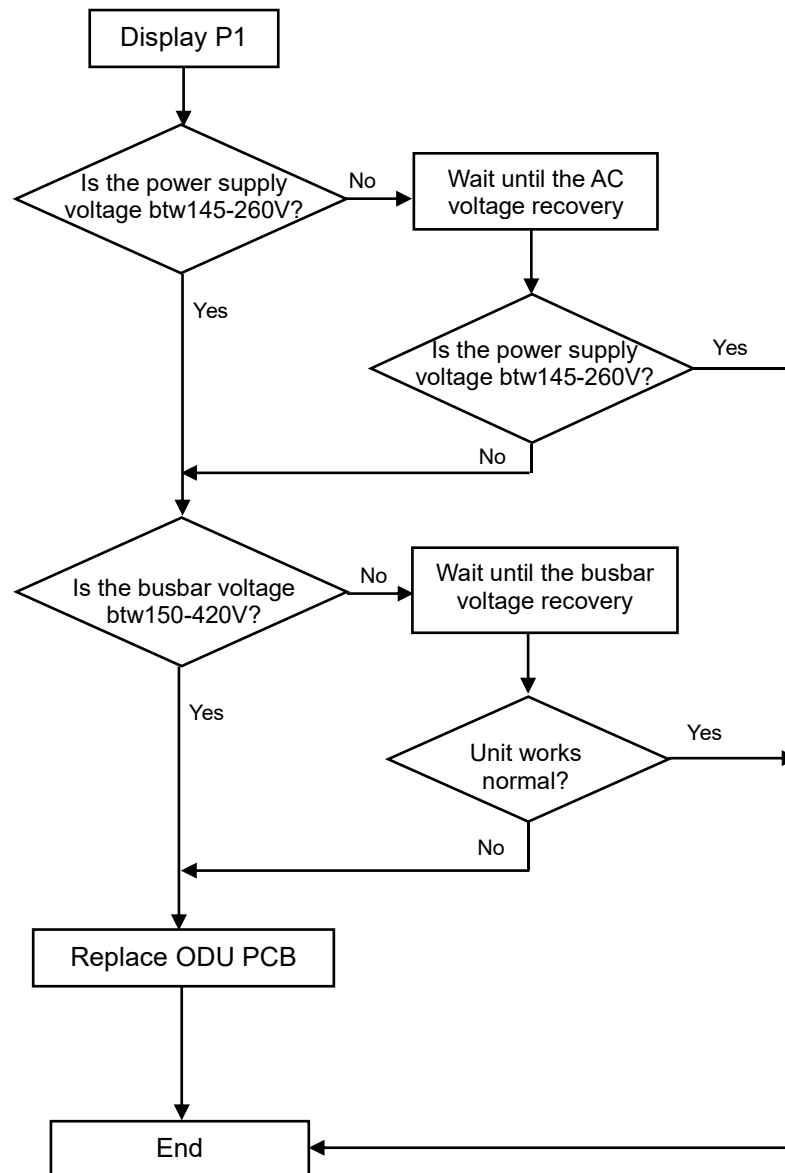 Display P1
Is the power supply
voltage btw145-260V?
No
Wait until the AC
voltage recovery
Yes
Is the power supply
voltage btw145-260V?
Yes
No
Is the busbar voltage
btw150-420V?
No
Wait until the busbar
voltage recovery
Yes
Unit works
normal?
Yes
No
Replace ODU PCB
End